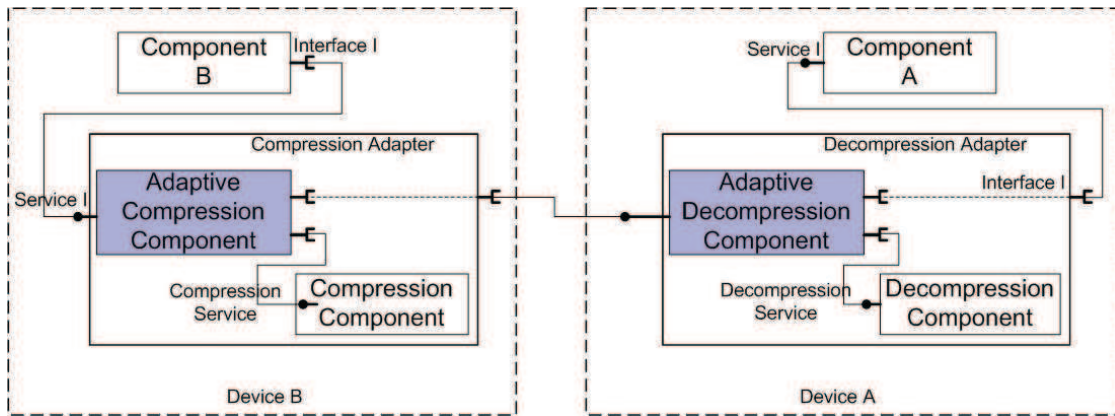 Component
B
Interface I
Service I
Component
A
Compression Adapter
Decompression Adapter
Service I
Adaptive
Compression
Component
Adaptive
Decompression
Component
Interface I
Compression
Service
Compression
Component
Decompression
Service
Decompression
Component
Device B
Device A